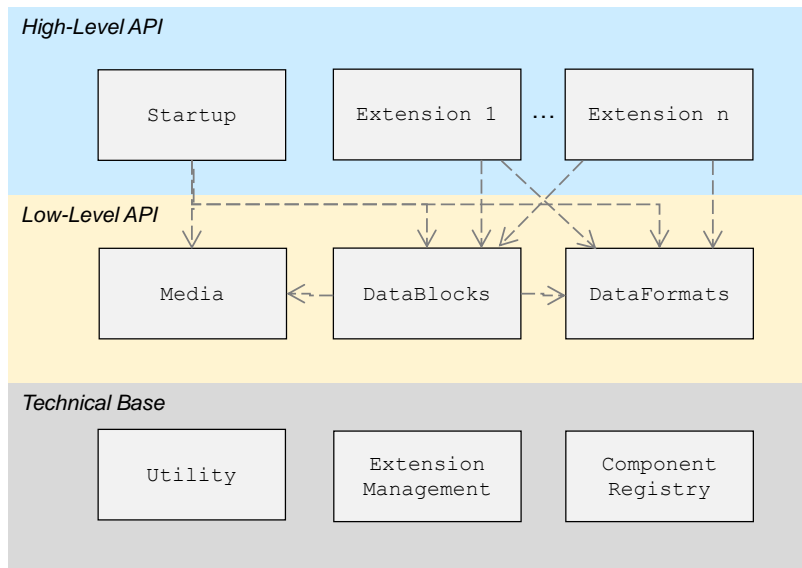 High-Level API
Startup
Extension 1
...
Extension n
Low-Level API
Media
DataBlocks
DataFormats
Technical Base
Utility
Extension
Management
Component
Registry